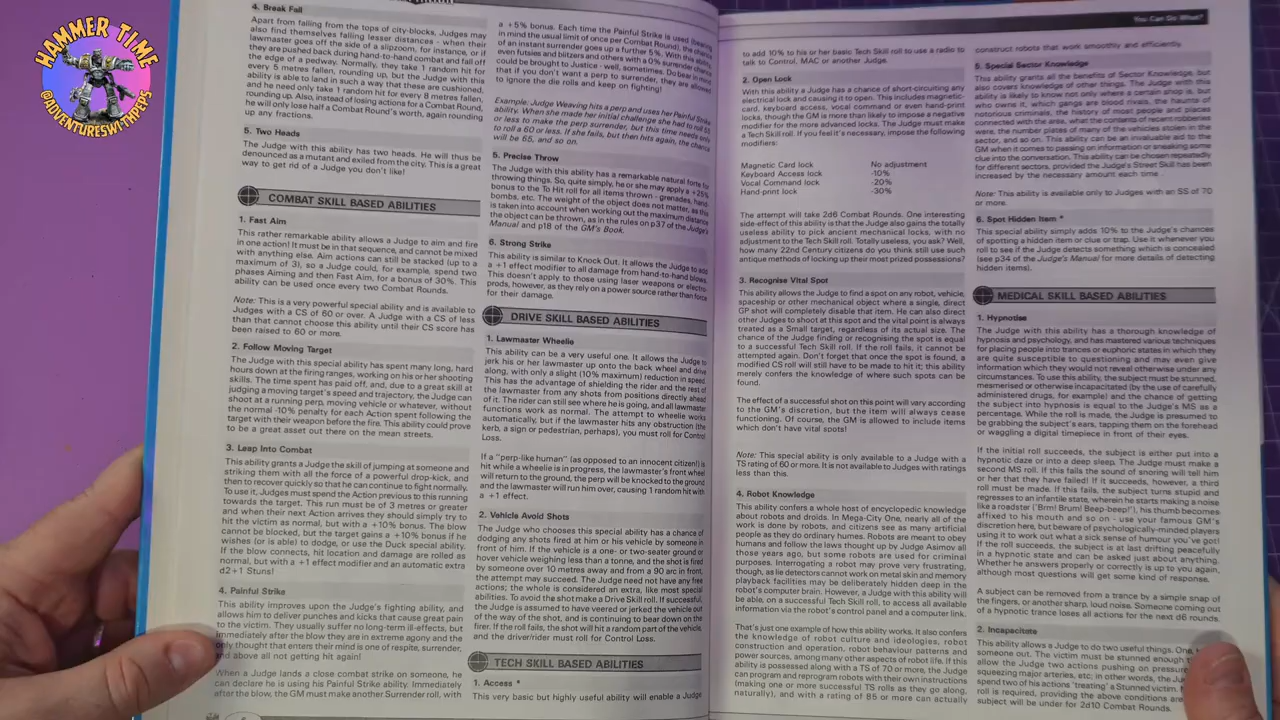 HAMMER TIME
@ADVENTURESWITHPEPS
4. Break Fall
Apart from falling from the tops of city-blocks, Judges may
also find themselves falling lesser distances - when their
lawmaster goes off the side of a slipzoom, for instance, or if
they are pushed back during hand-to-hand combat and fall off
the edge of a pedway. Normally, they take 1 random hit for
every 5 metres fallen, rounding up, but the Judge with this
ability is able to land in such a way that these are cushioned,
and he need only take 1 random hit for every 8 metres fallen,
rounding up. Also, instead of losing actions for a Combat Round,
he will only lose half a Combat Round's worth, again rounding
up any fractions.
5. Two Heads
The Judge with this ability has two heads. He will thus be
denounced as a mutant and exiled from the city. This is a great
way to get rid of a Judge you don't like!
COMBAT SKILL BASED ABILITIES
1. Fast Aim
This rather remarkable ability allows a Judge to aim and fire
in one action! It must be in that sequence, and cannot be mixed
with anything else. Aim actions can still be stacked (up to a
maximum of 3), so a Judge could, for example, spend two
phases Aiming and then Fast Aim, for a bonus of 30%. This
ability can be used once every two Combat Rounds.
Note: This is a very powerful special ability and is available to
Judges with a CS of 60 or over. A Judge with a CS of less
than that cannot choose this ability until their CS score has
been raised to 60 or more.
2. Follow Moving Target
The Judge with this special ability has spent many long, hard
hours down at the firing ranges, working on his or her shooting
skills. The time spent has paid off, and, due to a great skill at
judging a moving target's speed and trajectory, the Judge can
shoot at a running perp, moving vehicle or whatever, without
the normal -10% penalty for each Action spent following the
target with their weapon before the fire. This ability could prove
to be a great asset out there on the mean streets.
3. Leap Into Combat
This ability grants a Judge the skill of jumping at someone and
striking them with all the force of a powerful drop-kick, and
then to recover quickly so that he can continue to fight normally.
To use it, Judges must spend the Action previous to this running
towards the target. This run must be of 3 metres or greater
and when their next Action arrives they should simply try to
hit the victim as normal, but with a +10% bonus. The blow
cannot be blocked, but the target gains a +10% bonus if he
wishes (or is able) to dodge, or use the Duck special ability.
If the blow connects, hit location and damage are rolled as
normal, but with a +1 effect modifier and an automatic extra
d2+1 Stuns!
4. Painful Strike
This ability improves upon the Judge's fighting ability, and
allows him to deliver punches and kicks that cause great pain
to the victim. They usually suffer no long-term ill-effects, but
immediately after the blow they are in extreme agony and the
only thought that enters their mind is one of respite, surrender,
and above all not getting hit again!
When a Judge lands a close combat strike on someone, he
can declare he is using his Painful Strike ability. Immediately
after the blow, the GM must make another Surrender roll, with
a +5% bonus. Each time the Painful Strike is used (bearing
in mind the usual limit of once per Combat Round), the chance
of an instant surrender goes up a further 5%. With this ability,
even futsies and blitzers and others with a 0% surrender chance
could be brought to Justice - well, sometimes. Do bear in mind
that if you don't want a perp to surrender, they are allowed
to ignore the die rolls and keep on fighting!
Example: Judge Weaving hits a perp and uses her Painful Strike
ability. When she made her initial challenge she had to roll 55
or less to make the perp surrender, but this time needs only
to roll a 60 or less. If she fails, but then hits again, the chance
will be 65, and so on.
5. Precise Throw
The Judge with this ability has a remarkable natural forte for
throwing things. So, quite simply, he or she may apply a +25%
bonus to the To Hit roll for all items thrown - grenades, hand-
bombs, etc. The weight of the object does not matter, as this
is taken into account when working out the maximum distance
the object can be thrown, as in the rules on p37 of the Judge's
Manual and p18 of the GM's Book.
6. Strong Strike
This ability is similar to Knock Out. It allows the Judge to add
a +1 effect modifier to all damage from hand-to-hand blows.
This doesn't apply to those using laser weapons or electro-
prods, however, as they rely on a power source rather than force
for their damage.
DRIVE SKILL BASED ABILITIES
1. Lawmaster Wheelie
This ability can be a very useful one. It allows the Judge to
jerk his or her lawmaster up onto the back wheel and drive
along, with only a slight (10% maximum) reduction in speed.
This has the advantage of shielding the rider and the rest of
the lawmaster from any shots from positions directly ahead
of it. The rider can still see where he is going, and all lawmaster
functions work as normal. The attempt to wheelie works
automatically, but if the lawmaster hits any obstruction (the
kerb, a sign or pedestrian, perhaps), you must roll for Control
Loss.
If a "perp-like human" (as opposed to an innocent citizen!) is
hit while a wheelie is in progress, the lawmaster's front wheel
will return to the ground, the perp will be knocked to the ground
and the lawmaster will run him over, causing 1 random hit with
a +1 effect.
2. Vehicle Avoid Shots
The Judge who chooses this special ability has a chance of
dodging any shots fired at him or his vehicle by someone in
front of him. If the vehicle is a one- or two-seater ground or
hover vehicle weighing less than a tonne, and the shot is fired
by someone over 10 metres away and from a 90 arc in front,
the attempt may succeed. The Judge need not have any free
actions; the whole is considered an extra, like most special
abilities. To avoid the shot make a Drive Skill roll. If successful,
the Judge is assumed to have veered or jerked the vehicle out
of the way of the shot, and is continuing to bear down on the
firer. If the roll fails, the shot will hit a random part of the vehicle,
and the driver/rider must roll for Control Loss.
TECH SKILL BASED ABILITIES
1. Access *
This very basic but highly useful ability will enable a Judge
You Can Do What?
to add 10% to his or her basic Tech Skill roll to use a radio to
talk to Control, MAC or another Judge.
2. Open Lock
With this ability a Judge has a chance of short-circuiting any
electrical lock and causing it to open. This includes magnetic-
card, keyboard access, vocal command or even hand-print
locks, though the GM is more than likely to impose a negative
modifier for the more advanced locks. The Judge must make
a Tech Skill roll. If you feel it's necessary, impose the following
modifiers:
Magnetic Card lock No adjustment
Keyboard Access lock -10%
Vocal Command lock -20%
Hand-print lock -30%
The attempt will take 2d6 Combat Rounds. One interesting
side-effect of this ability is that the Judge also gains the totally
useless ability to pick ancient mechanical locks, with no
adjustment to the Tech Skill roll. Totally useless, you ask? Well,
how many 22nd Century citizens do you think still use such
antique methods of locking up their most prized possessions?
3. Recognise Vital Spot
This ability allows the Judge to find a spot on any robot, vehicle,
spaceship or other mechanical object where a single, direct
GP shot will completely disable that item. He can also direct
other Judges to shoot at this spot and the vital point is always
treated as a Small target, regardless of its actual size. The
chance of the Judge finding or recognising the spot is equal
to a successful Tech Skill roll. If the roll fails, it cannot be
attempted again. Don't forget that once the spot is found, a
modified CS roll will still have to be made to hit it; this ability
merely confers the knowledge of where such spots can be
found.
The effect of a successful shot on this point will vary according
to the GM's discretion, but the item will always cease
functioning. Of course, the GM is allowed to include items
which don't have vital spots!
Note: This special ability is only available to a Judge with a
TS rating of 60 or more. It is not available to Judges with ratings
less than this.
4. Robot Knowledge
This ability confers a whole host of encyclopedic knowledge
about robots and droids. In Mega-City One, nearly all of the
work is done by robots, and citizens see as many artificial
people as they do ordinary humes. Robots are meant to obey
humans and follow the laws thought up by Judge Asimov all
those years ago, but some robots are used for criminal
purposes. Interrogating a robot may prove very frustrating,
though, as lie detectors cannot work on metal skin and memory
playback facilities may be deliberately hidden deep in the
robot's computer brain. However, a Judge with this ability will
be able, on a successful Tech Skill roll, to access all available
information via the robot's control panel and a computer link.
That's just one example of how this ability works. It also confers
the knowledge of robot culture and ideologies, robot
construction and operation, robot behaviour patterns and
power sources, among many other aspects of robot life. If this
ability is possessed along with a TS of 70 or more, the Judge
can program and reprogram robots with their own instructions
(making one or more successful TS rolls as they go along,
naturally), and with a rating of 85 or more can actually
construct robots that work smoothly and efficiently.
5. Special Sector Knowledge
This ability grants all the benefits of Sector Knowledge, but
also covers knowledge of other things. The Judge with this
ability is likely to know not only where a certain shop is, but
who owns it, which gangs are blood rivals, the haunts of
notorious criminals, the history of most people and places
connected with the area, what the contents of recent robberies
were, the number plates of many of the vehicles stolen in the
sector, and so on. This ability can be an invaluable aid to the
GM when it comes to passing on information or sneaking some
clue into the conversation. This ability can be chosen repeatedly
for different sectors, provided the Judge's Street Skill has been
increased by the necessary amount each time.
Note: This ability is available only to Judges with an SS of 70
or more.
6. Spot Hidden Item *
This special ability simply adds 10% to the Judge's chances
of spotting a hidden item or clue or trap. Use it whenever you
roll to see if the Judge detects something which is concealed
(see p34 of the Judge's Manual for more details of detecting
hidden items).
MEDICAL SKILL BASED ABILITIES
1. Hypnotise
The Judge with this ability has a thorough knowledge of
hypnosis and psychology, and has mastered various techniques
for placing people into trances or euphoric states in which they
are quite susceptible to questioning and may even give
information which they would not reveal otherwise under any
circumstances. To use this ability, the subject must be stunned,
mesmerised or otherwise incapacitated (by the use of carefully
administered drugs, for example) and the chance of getting
the subject into hypnosis is equal to the Judge's MS as a
percentage. While the roll is made, the Judge is presumed to
be grabbing the subject's ears, tapping them on the forehead
or waggling a digital timepiece in front of their eyes.
If the initial roll succeeds, the subject is either put into a
hypnotic daze or into a deep sleep. The Judge must make a
second MS roll. If this fails the sound of snoring will tell him
or her that they have failed! If it succeeds, however, a third
roll must be made. If this fails, the subject turns stupid and
regresses to an infantile state, wherein he starts making a noise
like a roadster ('Brm! Brum! Beep-beep!'), his thumb becomes
affixed to his mouth and so on - use your famous GM's
discretion here, but beware of psychologically-minded players
using it to work out what a sick sense of humour you've got!
If the roll succeeds, the subject is at last drifting peacefully
in a hypnotic state and can be asked just about anything.
Whether he answers properly or correctly is up to you again,
although most questions will get some kind of response.
A subject can be removed from a trance by a simple snap of
the fingers, or another sharp, loud noise. Someone coming out
of a hypnotic trance loses all actions for the next d6 rounds.
2. Incapacitate
This ability allows a Judge to do two useful things. One,
someone out. The victim must be stunned enough
allow the Judge two actions pushing on pressure
squeezing major arteries, etc; in other words, the
spend two of his actions 'treating' a Stunned victim.
roll is required, providing the above conditions are
subject will be under for 2d10 Combat Rounds.